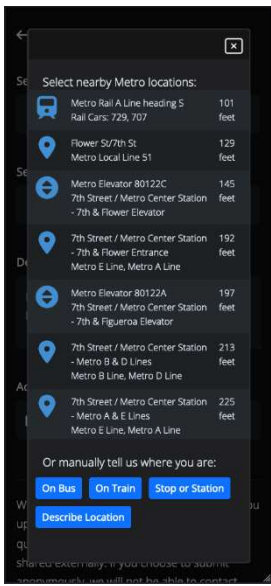 Select nearby Metro locations:
Metro Rail A Line heading S
Rail Cars: 729, 707
101
feet
Flower St/7th St
Metro Local Line 51
129
feet
Metro Elevator 80122C
7th Street / Metro Center Station
- 7th & Flower Elevator
145
feet
7th Street / Metro Center Station
- 7th & Flower Entrance
Metro E Line, Metro A Line
192
feet
Metro Elevator 80122A
7th Street / Metro Center Station
- 7th & Figueroa Elevator
197
feet
7th Street / Metro Center Station
- Metro B & D Lines
Metro B Line, Metro D Line
213
feet
7th Street / Metro Center Station
- Metro A & E Lines
Metro E Line, Metro A Line
225
feet
Or manually tell us where you are:
On Bus
On Train
Stop or Station
Describe Location
shared externally. If you choose to submit
anonymously, we will not be able to contact